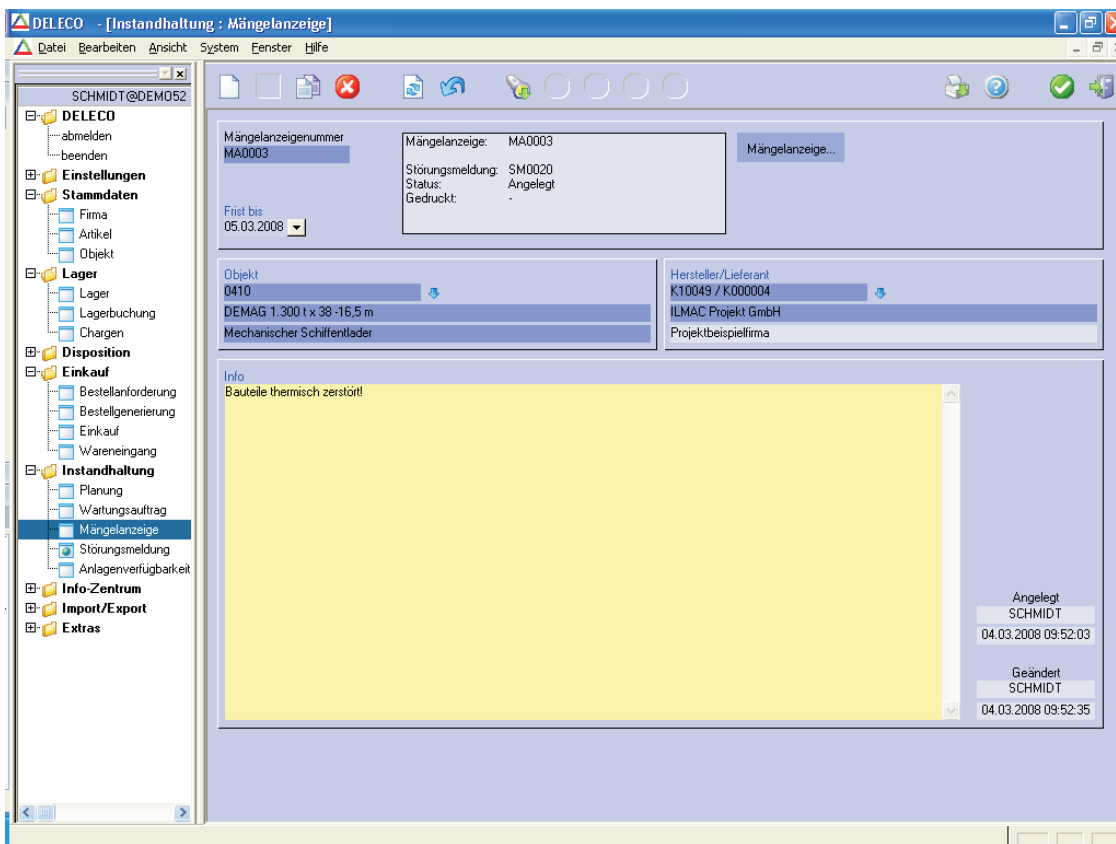 DELECO - [Instandhaltung : Mängelanzeige]
Datei Bearbeiten Ansicht System Fenster Hilfe
SCHMIDT@DEMO52
DELECO
abmelden
beenden
Einstellungen
Stammdaten
Firma
Artikel
Objekt
Lager
Lager
Lagerbuchung
Chargen
Disposition
Einkauf
Bestellanforderung
Bestellgenerierung
Einkauf
Wareneingang
Instandhaltung
Planung
Wartungsauftrag
Mängelanzeige
Störungsmeldung
Anlagenverfügbarkeit
Info-Zentrum
Import/Export
Extras
Mängelanzeigenummer
MA0003
Frist bis
05.03.2008
Mängelanzeige: MA0003
Störungsmeldung: SM0020
Status: Angelegt
Gedruckt: -
Mängelanzeige...
Objekt
0410
DEMAG 1.300 t x 38 -16,5 m
Mechanischer Schiffentlader
Hersteller/Lieferant
K10049 / K000004
ILMAC Projekt GmbH
Projektbeispielfirma
Info
Bauteile thermisch zerstört!
Angelegt
SCHMIDT
04.03.2008 09:52:03
Geändert
SCHMIDT
04.03.2008 09:52:35